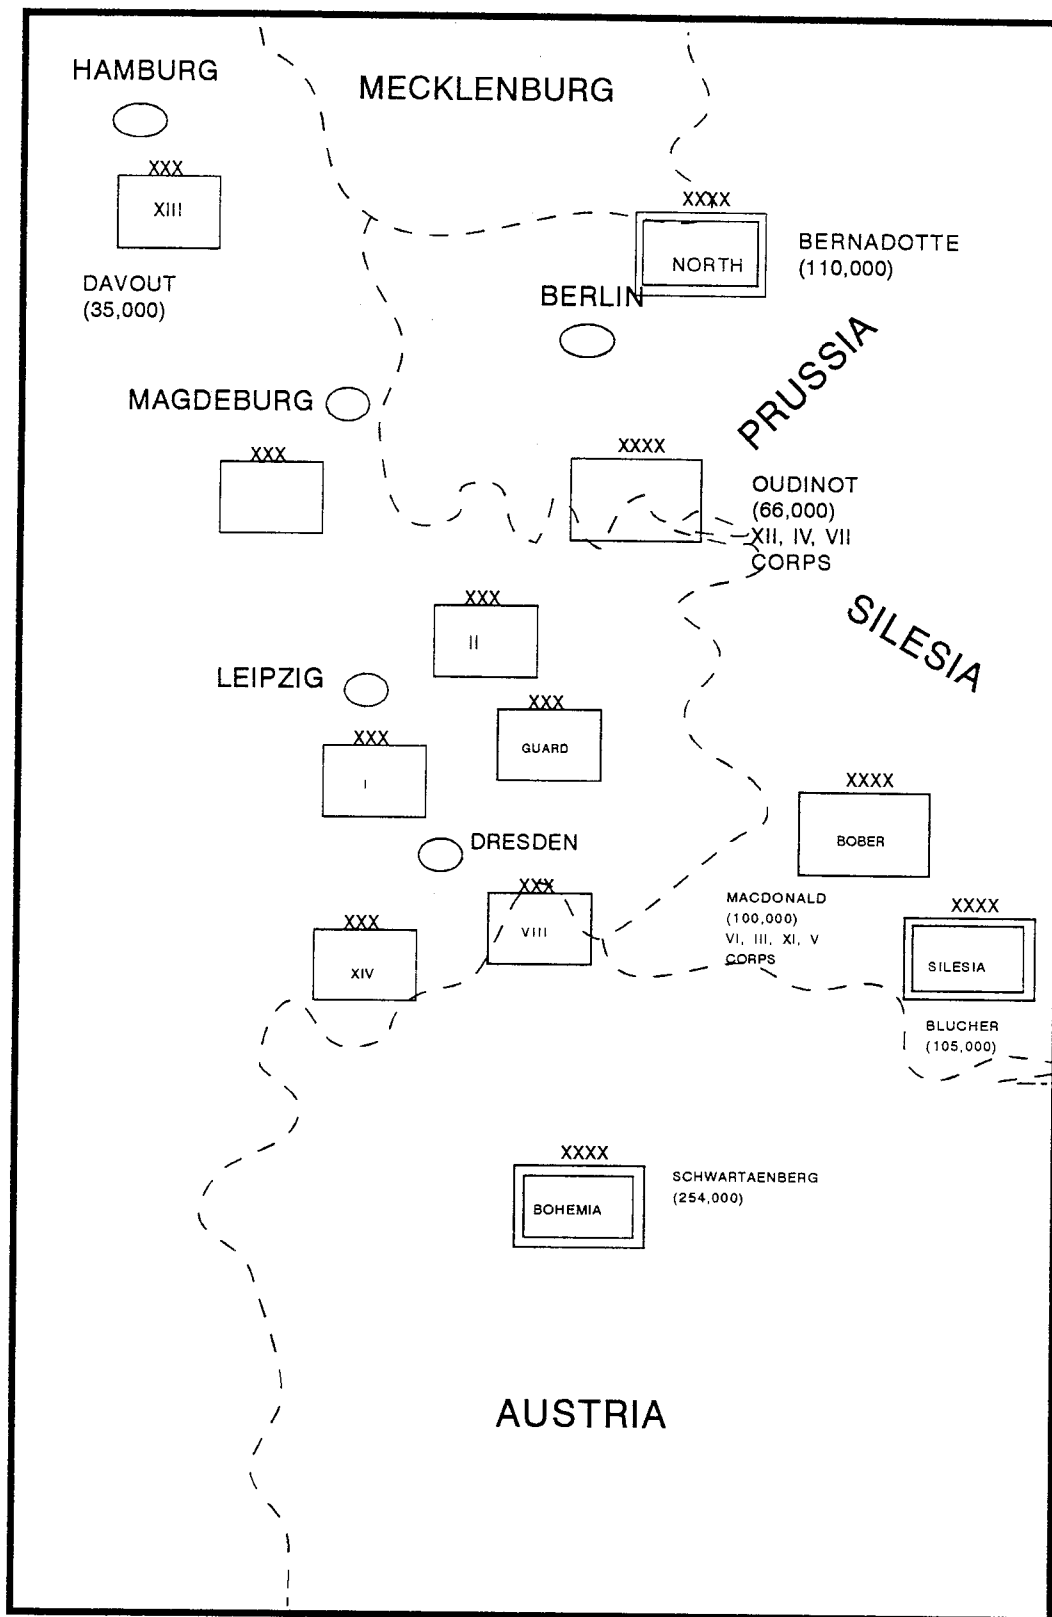 HAMBURG
MECKLENBURG
XXX
XIII
DAVOUT
(35,000)
XXXX
NORTH
BERNADOTTE
(110,000)
BERLIN
PRUSSIA
MAGDEBURG
XXX
XXXX
OUDINOT
(66,000)
XII, IV, VII
CORPS
SILESIA
XXX
II
LEIPZIG
XXX
GUARD
XXX
I
DRESDEN
XXXX
BOBER
MACDONALD
(100,000)
VI, III, XI, V
CORPS
XXX
VIII
XXX
XIV
XXXX
SILESIA
BLUCHER
(105,000)
XXXX
BOHEMIA
SCHWARTAENBERG
(254,000)
AUSTRIA